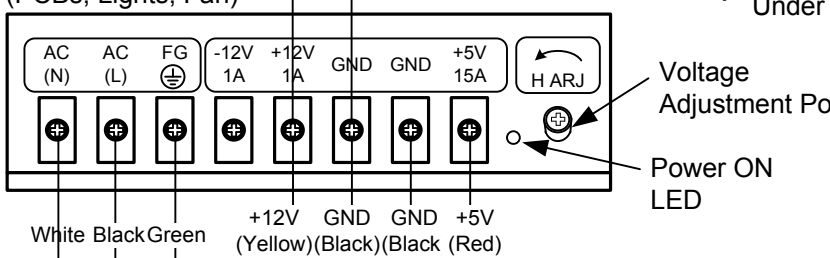 (PCBs, Lights, Fan)
Under
AC AC FG -12V +12V GND GND +5V
(N) (L) 1A 1A 15A
H ARJ
Voltage
Adjustment Po
Power ON
LED
+12V GND GND +5V
(Yellow)(Black)(Black (Red)
White Black Green